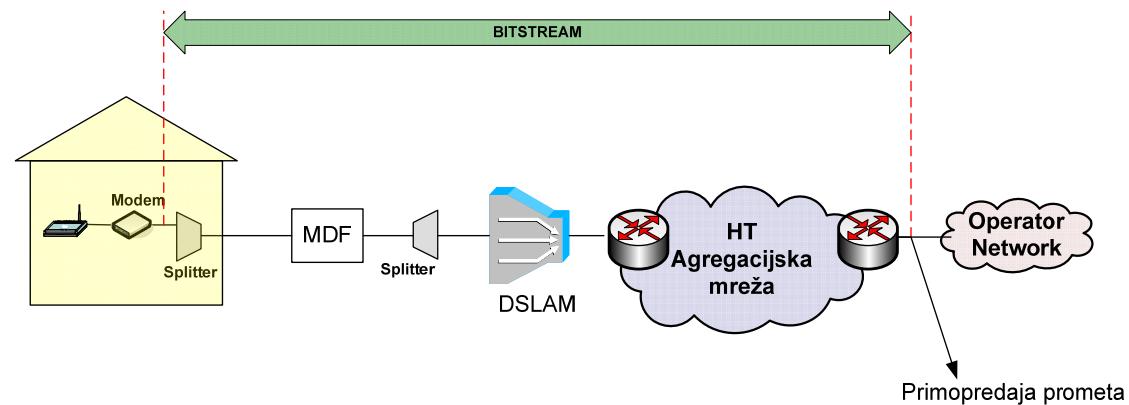 BITSTREAM
Modem
Splitter
MDF
Splitter
DSLAM
HT
Agregacijska
mreža
Operator
Network
Primopredaja prometa